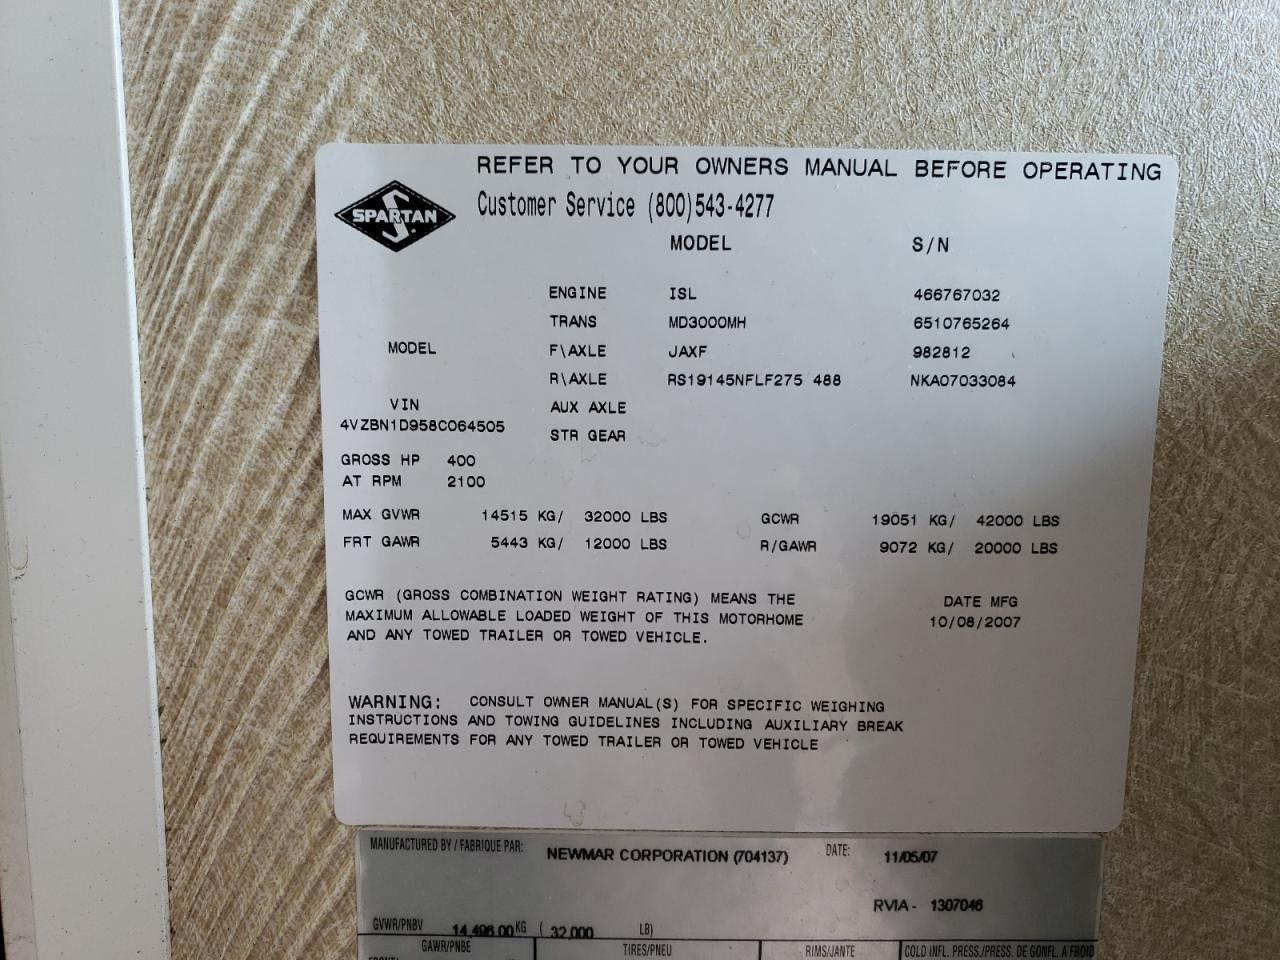 REFER TO YOUR OWNERS MANUAL BEFORE OPERATING
SPARTAN
Customer Service (800)543-4277
MODEL S/N
ENGINE ISL 466767032
TRANS MD3000MH 6510765264
MODEL F\AXLE JAXF 982812
R\AXLE RS19145NFLF275 488 NKA07033084
VIN AUX AXLE
4VZBN1D958C064505 STR GEAR
GROSS HP 400
AT RPM 2100
MAX GVWR 14515 KG/ 32000 LBS GCWR 19051 KG/ 42000 LBS
FRT GAWR 5443 KG/ 12000 LBS R/GAWR 9072 KG/ 20000 LBS
GCWR (GROSS COMBINATION WEIGHT RATING) MEANS THE DATE MFG
MAXIMUM ALLOWABLE LOADED WEIGHT OF THIS MOTORHOME 10/08/2007
AND ANY TOWED TRAILER OR TOWED VEHICLE.
WARNING: CONSULT OWNER MANUAL(S) FOR SPECIFIC WEIGHING
INSTRUCTIONS AND TOWING GUIDELINES INCLUDING AUXILIARY BREAK
REQUIREMENTS FOR ANY TOWED TRAILER OR TOWED VEHICLE
MANUFACTURED BY / FABRIQUE PAR: NEWMAR CORPORATION (704137) DATE: 11/05/07
RVIA - 1307046
GVWR/PNBV 14,496.00 KG ( 32,000 LB)
GAWR/PNBE TIRES/PNEU RIMS/JANTE COLD INFL. PRESS./PRESS. DE GONFL. A FROID